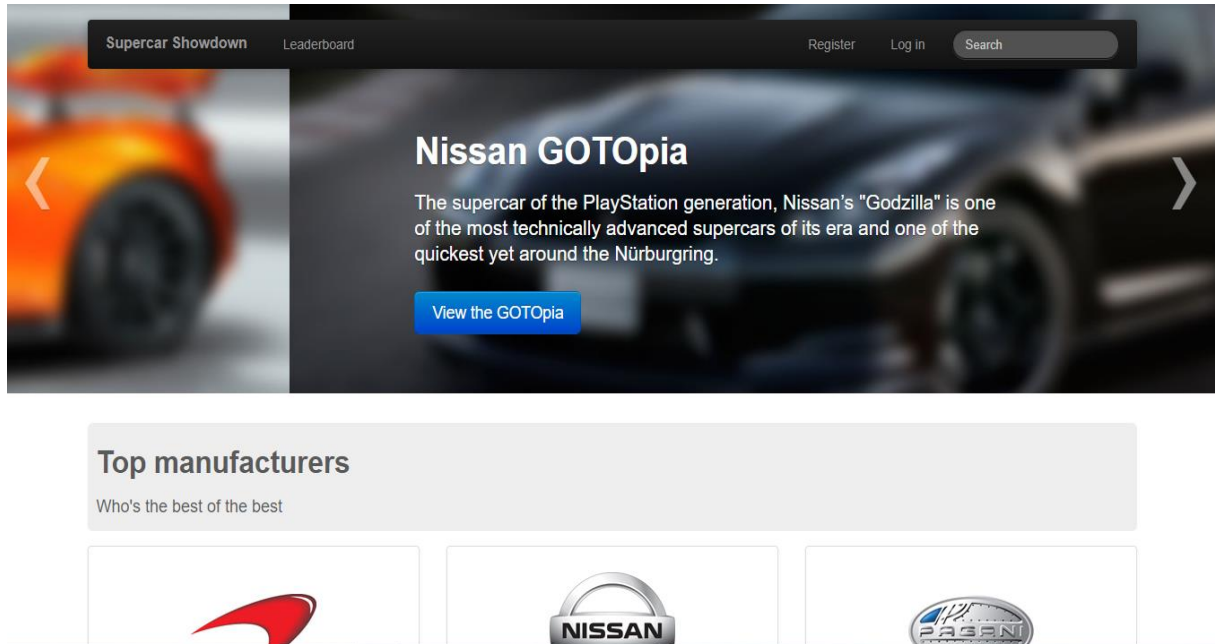 Supercar Showdown Leaderboard Register Log in Search
Nissan GOTOpia
The supercar of the PlayStation generation, Nissan's "Godzilla" is one
of the most technically advanced supercars of its era and one of the
quickest yet around the Nürburgring.
View the GOTOpia
Top manufacturers
Who's the best of the best
NISSAN
PAGANI